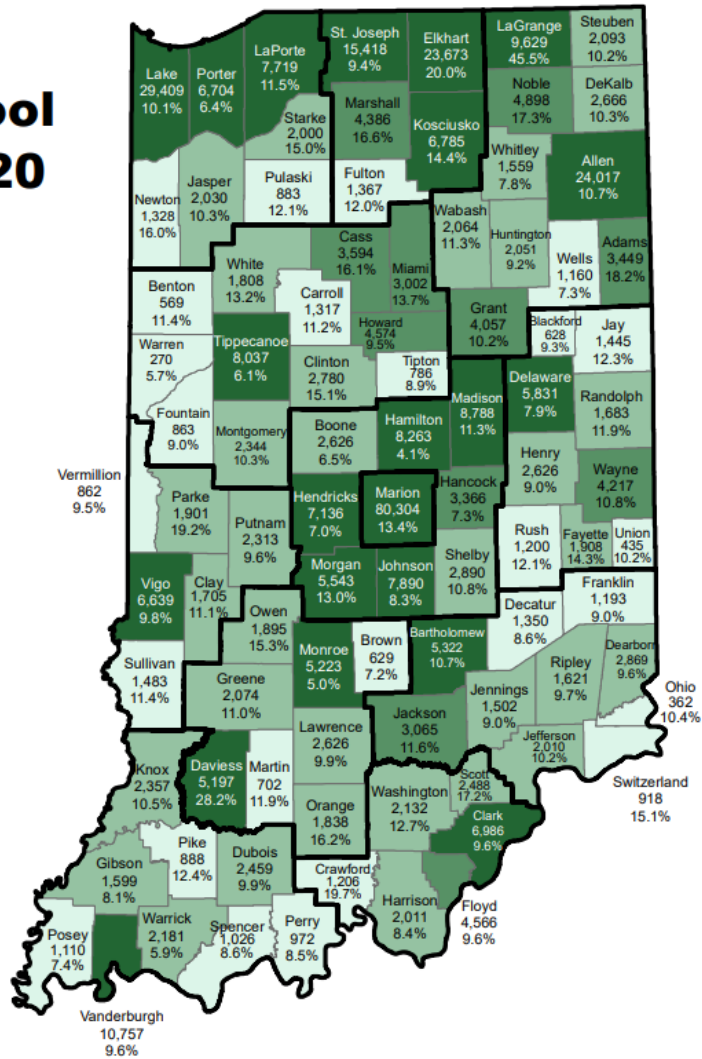 ool
20
Lake
29,409
10.1%
Porter
6,704
6.4%
LaPorte
7,719
11.5%
St. Joseph
15,418
9.4%
Elkhart
23,673
20.0%
LaGrange
9,629
45.5%
Steuben
2,093
10.2%
Noble
4,898
17.3%
DeKalb
2,666
10.3%
Marshall
4,386
16.6%
Starke
2,000
15.0%
Kosciusko
6,785
14.4%
Whitley
1,559
7.8%
Allen
24,017
10.7%
Newton
1,328
16.0%
Jasper
2,030
10.3%
Pulaski
883
12.1%
Fulton
1,367
12.0%
Wabash
2,064
11.3%
Huntington
2,051
9.2%
Wells
1,160
7.3%
Adams
3,449
18.2%
Benton
569
11.4%
White
1,808
13.2%
Cass
3,594
16.1%
Miami
3,002
13.7%
Carroll
1,317
11.2%
Howard
4,574
9.5%
Grant
4,057
10.2%
Blackford
628
9.3%
Jay
1,445
12.3%
Warren
270
5.7%
Tippecanoe
8,037
6.1%
Clinton
2,780
15.1%
Tipton
786
8.9%
Madison
8,788
11.3%
Delaware
5,831
7.9%
Randolph
1,683
11.9%
Fountain
863
9.0%
Montgomery
2,344
10.3%
Boone
2,626
6.5%
Hamilton
8,263
4.1%
Henry
2,626
9.0%
Wayne
4,217
10.8%
Vermillion
862
9.5%
Parke
1,901
19.2%
Putnam
2,313
9.6%
Hendricks
7,136
7.0%
Marion
80,304
13.4%
Hancock
3,366
7.3%
Rush
1,200
12.1%
Fayette
1,908
14.3%
Union
435
10.2%
Vigo
6,639
9.8%
Clay
1,705
11.1%
Morgan
5,543
13.0%
Johnson
7,890
8.3%
Shelby
2,890
10.8%
Franklin
1,193
9.0%
Owen
1,895
15.3%
Decatur
1,350
8.6%
Sullivan
1,483
11.4%
Greene
2,074
11.0%
Monroe
5,223
5.0%
Brown
629
7.2%
Bartholomew
5,322
10.7%
Jennings
1,502
9.0%
Ripley
1,621
9.7%
Dearborn
2,869
9.6%
Ohio
362
10.4%
Lawrence
2,626
9.9%
Jackson
3,065
11.6%
Jefferson
2,010
10.2%
Switzerland
918
15.1%
Knox
2,357
10.5%
Daviess
5,197
28.2%
Martin
702
11.9%
Orange
1,838
16.2%
Washington
2,132
12.7%
Scott
2,488
17.2%
Clark
6,986
9.6%
Gibson
1,599
8.1%
Pike
888
12.4%
Dubois
2,459
9.9%
Crawford
1,206
19.7%
Harrison
2,011
8.4%
Floyd
4,566
9.6%
Posey
1,110
7.4%
Warrick
2,181
5.9%
Spencer
1,026
8.6%
Perry
972
8.5%
Vanderburgh
10,757
9.6%